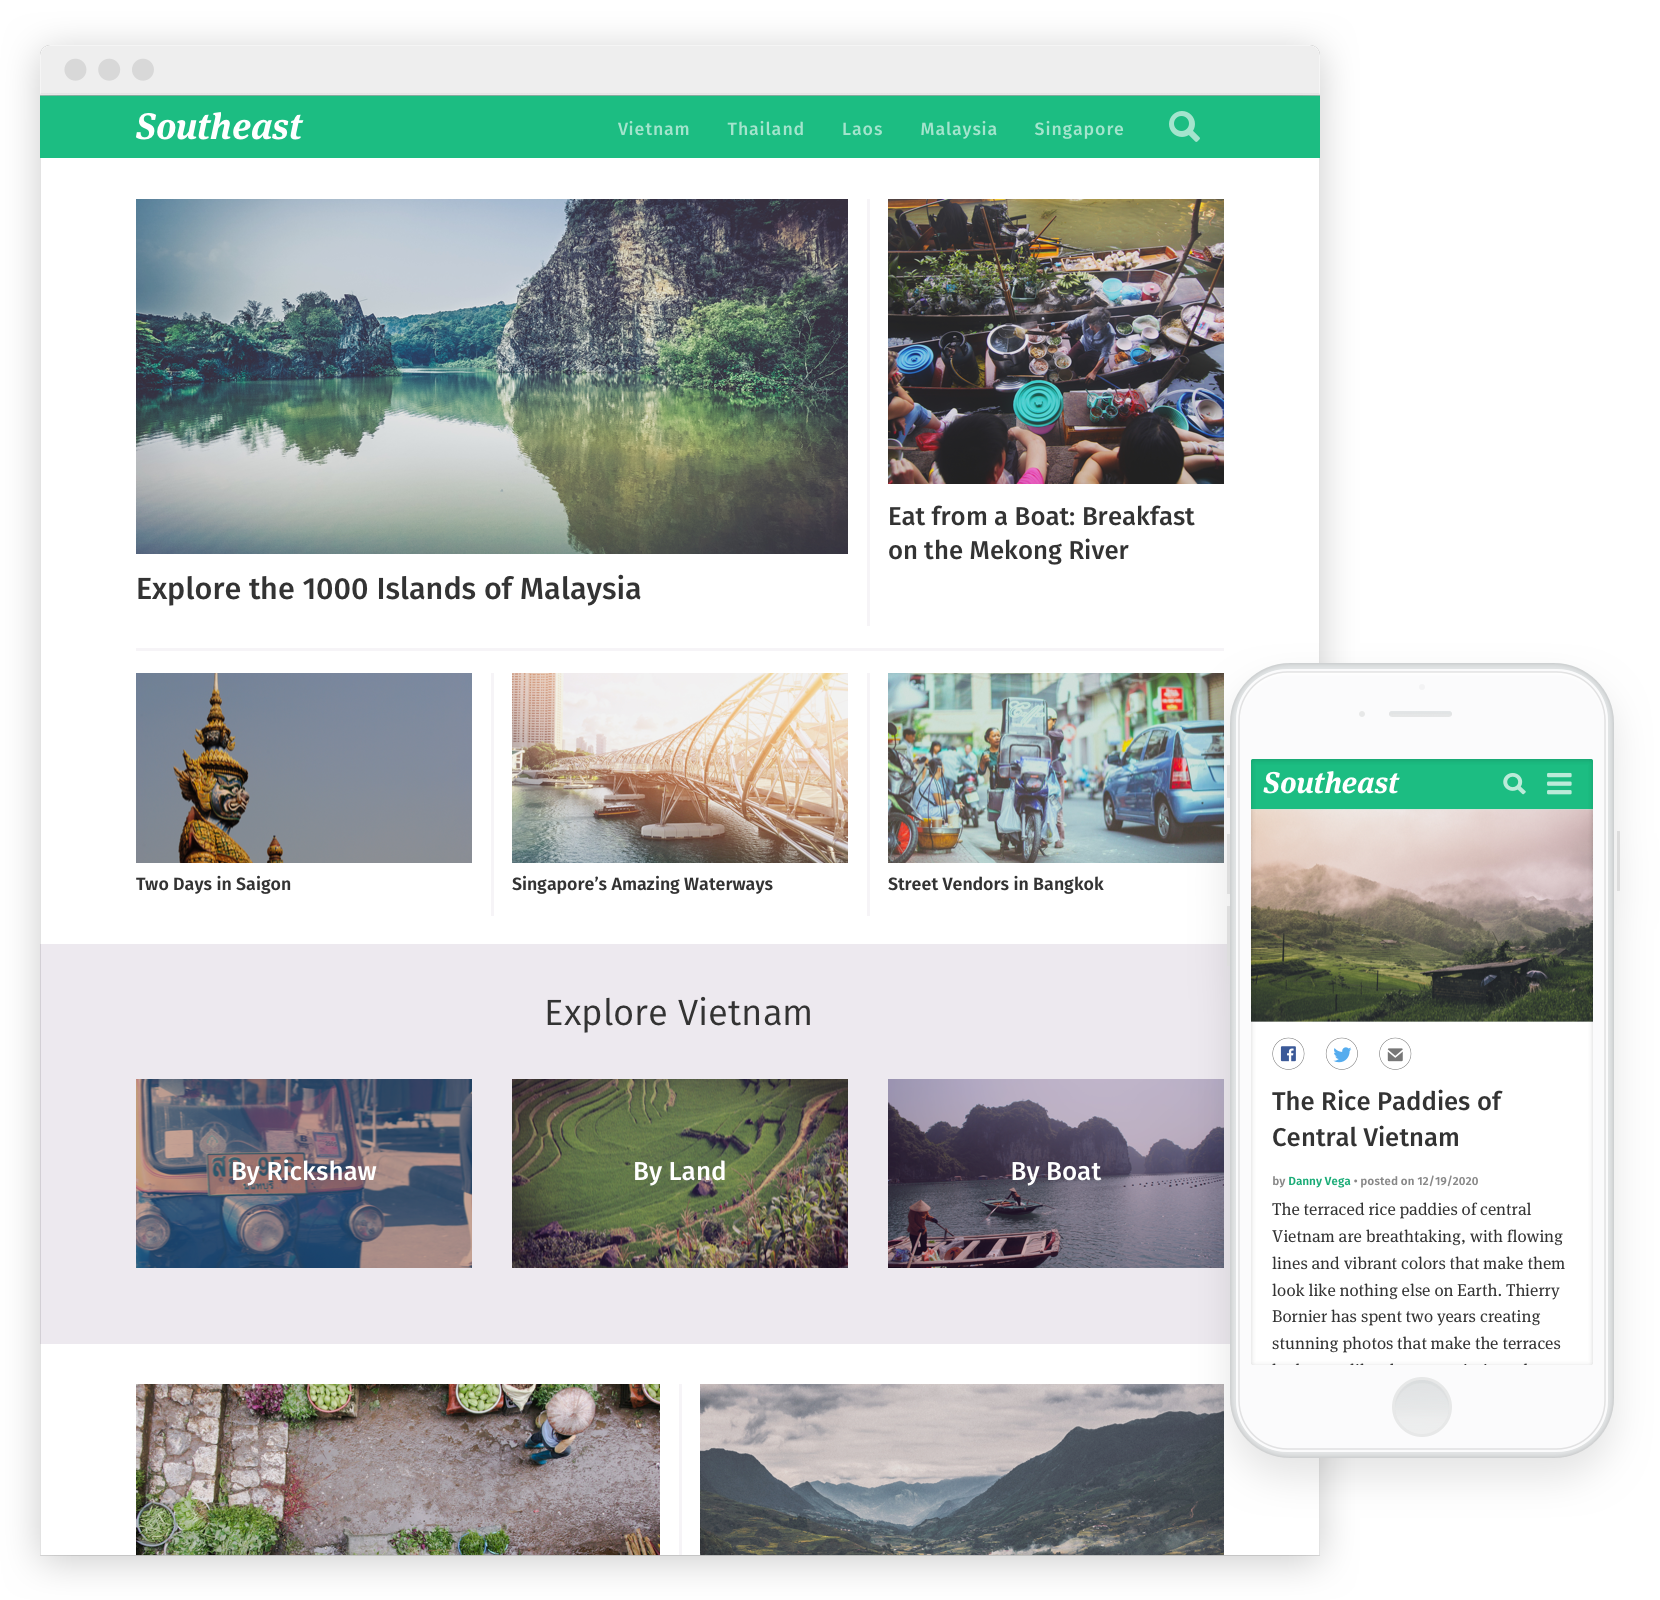 Southeast
Vietnam Thailand Laos Malaysia Singapore
Explore the 1000 Islands of Malaysia
Eat from a Boat: Breakfast
on the Mekong River
Two Days in Saigon
Singapore’s Amazing Waterways
Street Vendors in Bangkok
Explore Vietnam
By Rickshaw
By Land
By Boat
Southeast
The Rice Paddies of
Central Vietnam
by Danny Vega • posted on 12/19/2020
The terraced rice paddies of central
Vietnam are breathtaking, with flowing
lines and vibrant colors that make them
look like nothing else on Earth. Thierry
Bornier has spent two years creating
stunning photos that make the terraces